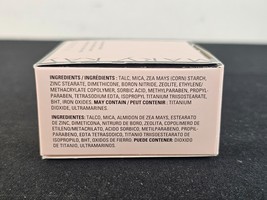 INGREDIENTS / INGRÉDIENTS : TALC, MICA, ZEA MAYS (CORN) STARCH,
ZINC STEARATE, DIMETHICONE, BORON NITRIDE, ZEOLITE, ETHYLENE/
METHACRYLATE COPOLYMER, SORBIC ACID, METHYLPARABEN, PROPYL-
PARABEN, TETRASODIUM EDTA, ISOPROPYL TITANIUM TRIISOSTEARATE,
BHT, IRON OXIDES. MAY CONTAIN / PEUT CONTENIR : TITANIUM
DIOXIDE, ULTRAMARINES.
INGREDIENTES: TALCO, MICA, ALMIDON DE ZEA MAYS, ESTEARATO
DE ZINC, DIMETICONA, NITRURO DE BORO, ZEOLITA, COPOLIMERO DE
ETILENO/METACRILATO, ACIDO SORBICO, METILPARABENO, PROPIL-
PARABENO, EDTA TETRASODICO, TITANIO TRIISOSTEARATO DE
ISOPROPILO, BHT, OXIDOS DE FIBRO. PUEDE CONTENER: DIOXIDO
DE TITANIO, ULTRAMARINES.